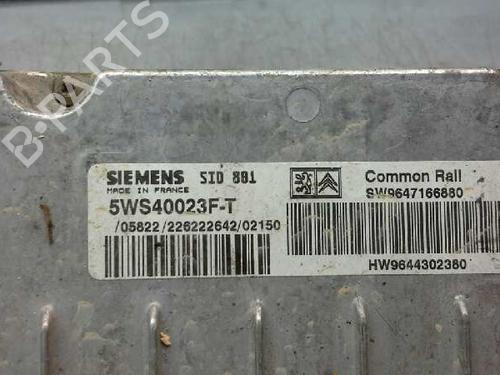 SIEMENS SID 801
MADE IN FRANCE
5WS40023F-T
/05822/226222642/02150
Common Rail
SW9647166880
HW9644302380
B-PARTS